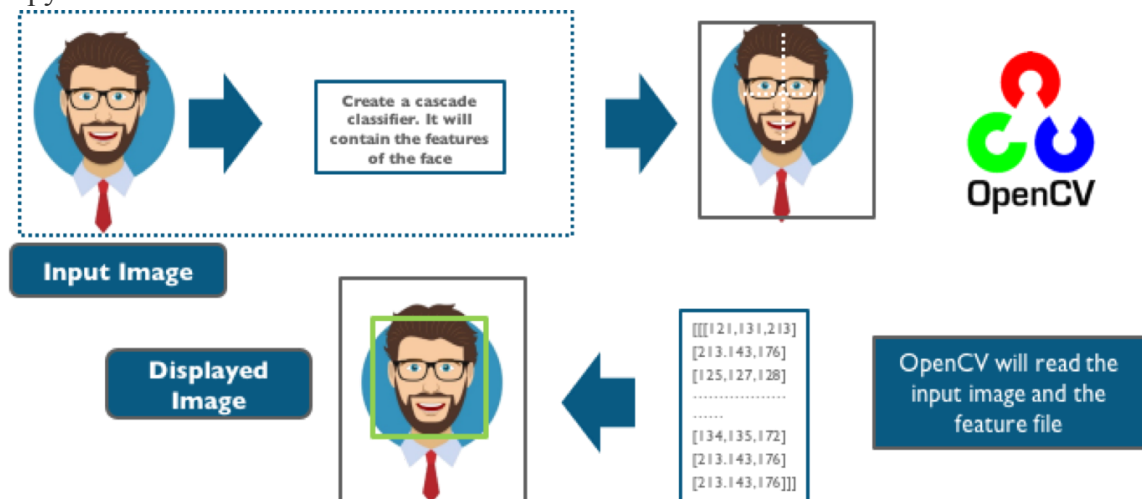 py
Create a cascade
classifier. It will
contain the features
of the face
OpenCV
Input Image
Displayed
Image
[[[121,131,213]
[213.143,176]
[125,127,128]
...................
......
[134,135,172]
[213.143,176]
[213.143,176]]]
OpenCV will read the
input image and the
feature file